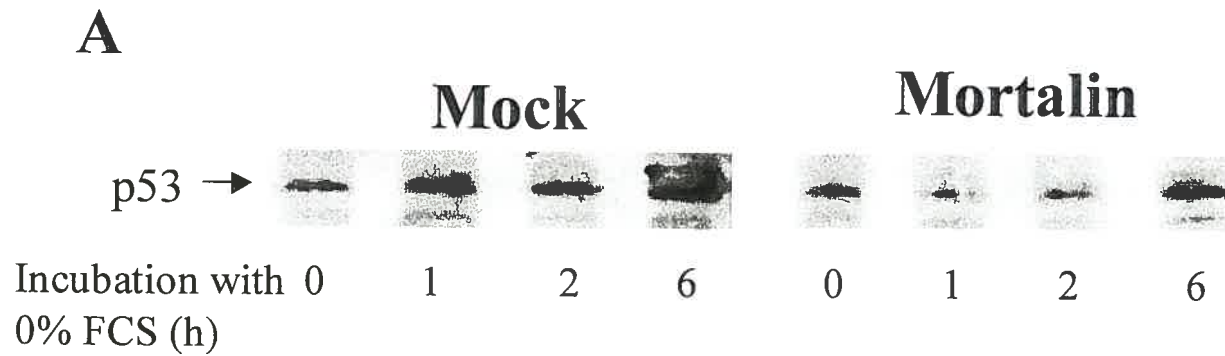 A
Mock
Mortalin
p53
Incubation with 0 1 2 6 0 1 2 6
0% FCS (h)